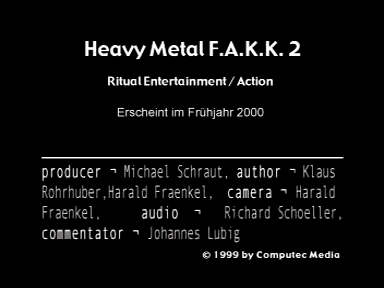 Heavy Metal F.A.K.K. 2
Ritual Entertainment / Action
Erscheint im Frühjahr 2000
producer ¬ Michael Schraut, author ¬ Klaus
Rohrhuber,Harald Fraenkel, camera ¬ Harald
Fraenkel, audio ¬ Richard Schoeller,
commentator ¬ Johannes Lubig
© 1999 by Computec Media